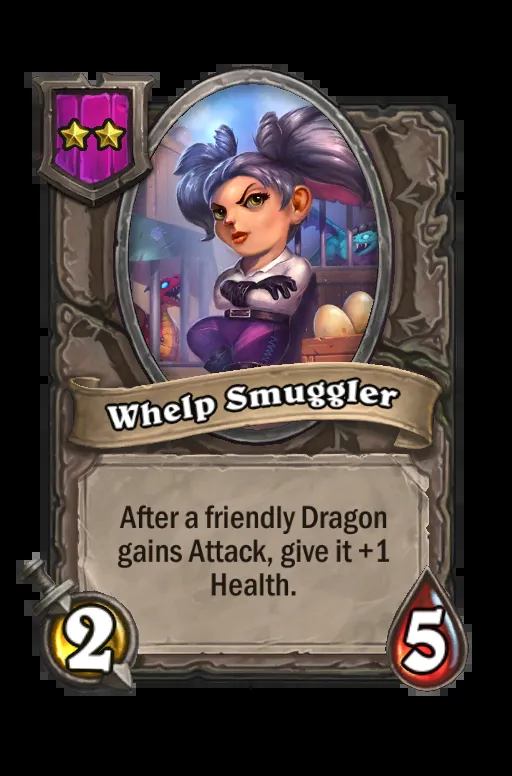 Whelp Smuggler
After a friendly Dragon
gains Attack, give it +1
Health.
2
5